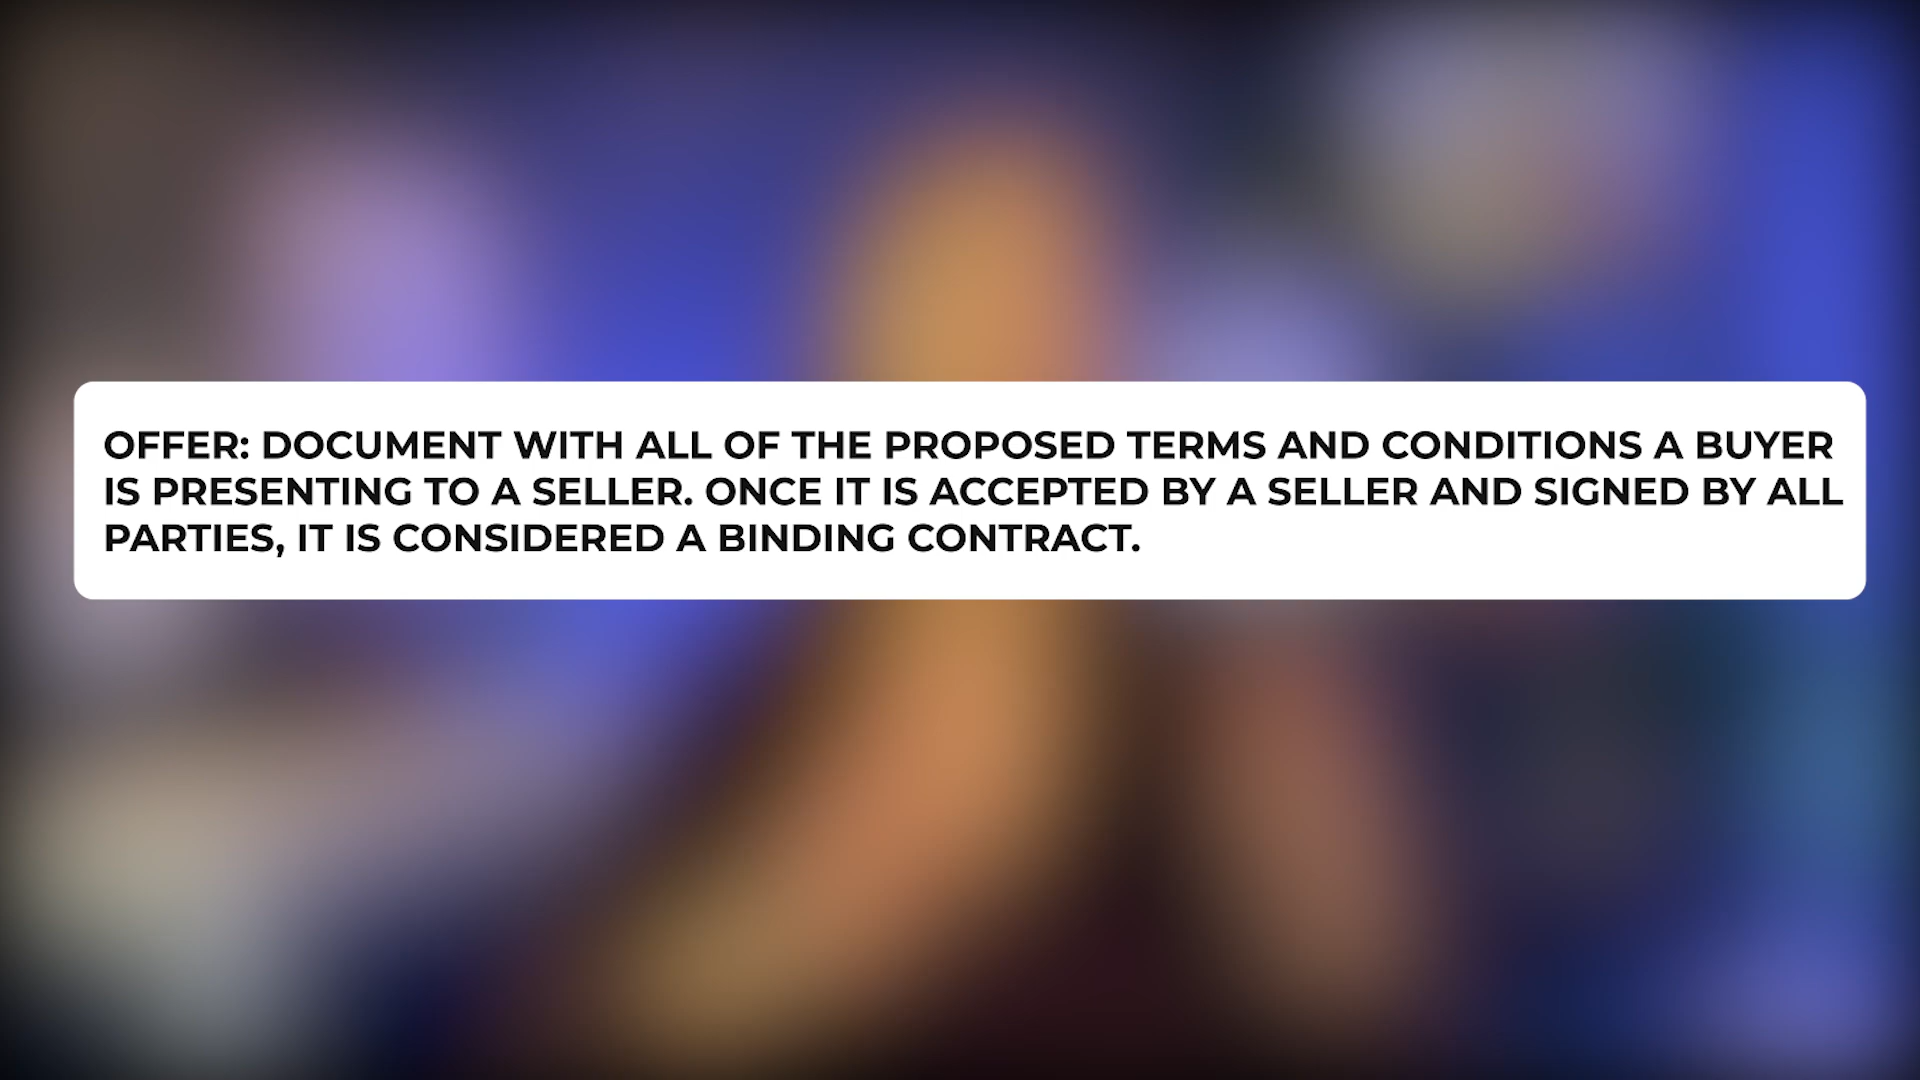 OFFER: DOCUMENT WITH ALL OF THE PROPOSED TERMS AND CONDITIONS A BUYER
IS PRESENTING TO A SELLER. ONCE IT IS ACCEPTED BY A SELLER AND SIGNED BY ALL
PARTIES, IT IS CONSIDERED A BINDING CONTRACT.